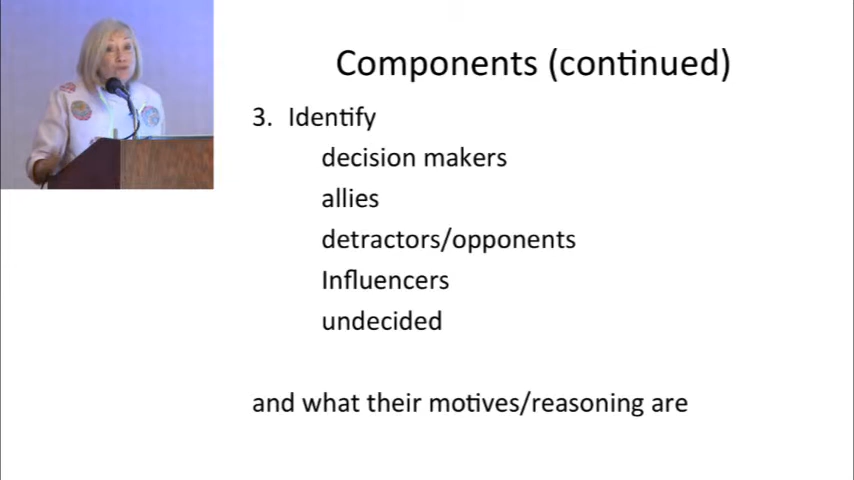 Components (continued)
3. Identify
decision makers
allies
detractors/opponents
Influencers
undecided
and what their motives/reasoning are